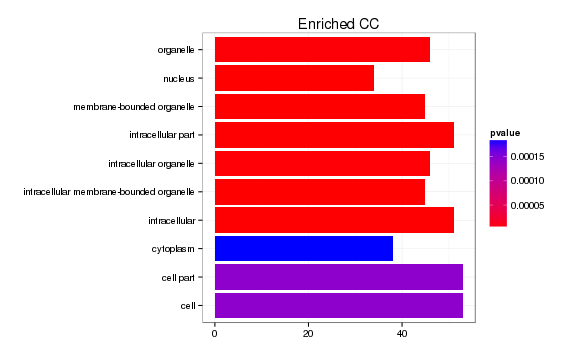 Enriched CC
organelle
nucleus
membrane-bounded organelle
intracellular part
intracellular organelle
intracellular membrane-bounded organelle
intracellular
cytoplasm
cell part
cell
0 20 40
pvalue
0.00015
0.00010
0.00005